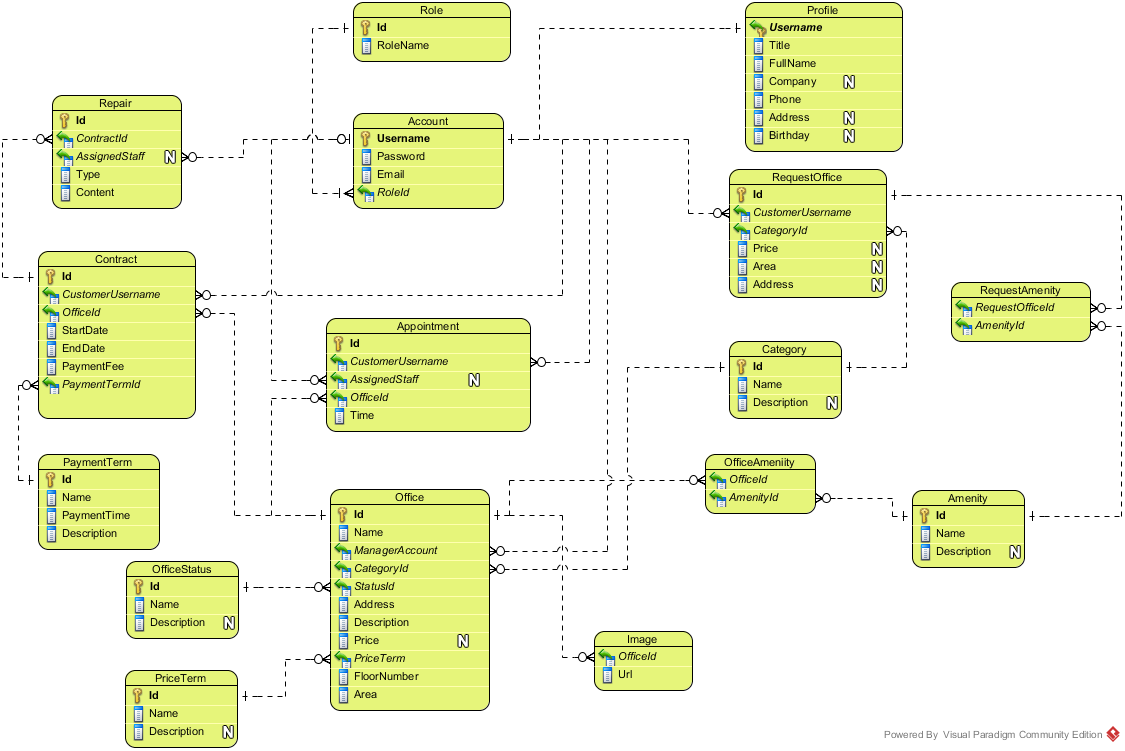 Role
Id
RoleName
Profile
Username
Title
FullName
Company N
Phone
Address N
Birthday N
Repair
Id
ContractId
AssignedStaff N
Type
Content
Account
Username
Password
Email
RoleId
RequestOffice
Id
CustomerUsername
CategoryId
Price N
Area N
Address N
Contract
Id
CustomerUsername
OfficeId
StartDate
EndDate
PaymentFee
PaymentTermId
RequestAmenity
RequestOfficeId
AmenityId
Appointment
Id
CustomerUsername
AssignedStaff N
OfficeId
Time
Category
Id
Name
Description N
PaymentTerm
Id
Name
PaymentTime
Description
OfficeAmeniity
OfficeId
AmenityId
Office
Id
Name
ManagerAccount
CategoryId
StatusId
Address
Description
Price N
PriceTerm
FloorNumber
Area
Amenity
Id
Name
Description N
OfficeStatus
Id
Name
Description N
Image
OfficeId
Url
PriceTerm
Id
Name
Description N
Powered By Visual Paradigm Community Edition